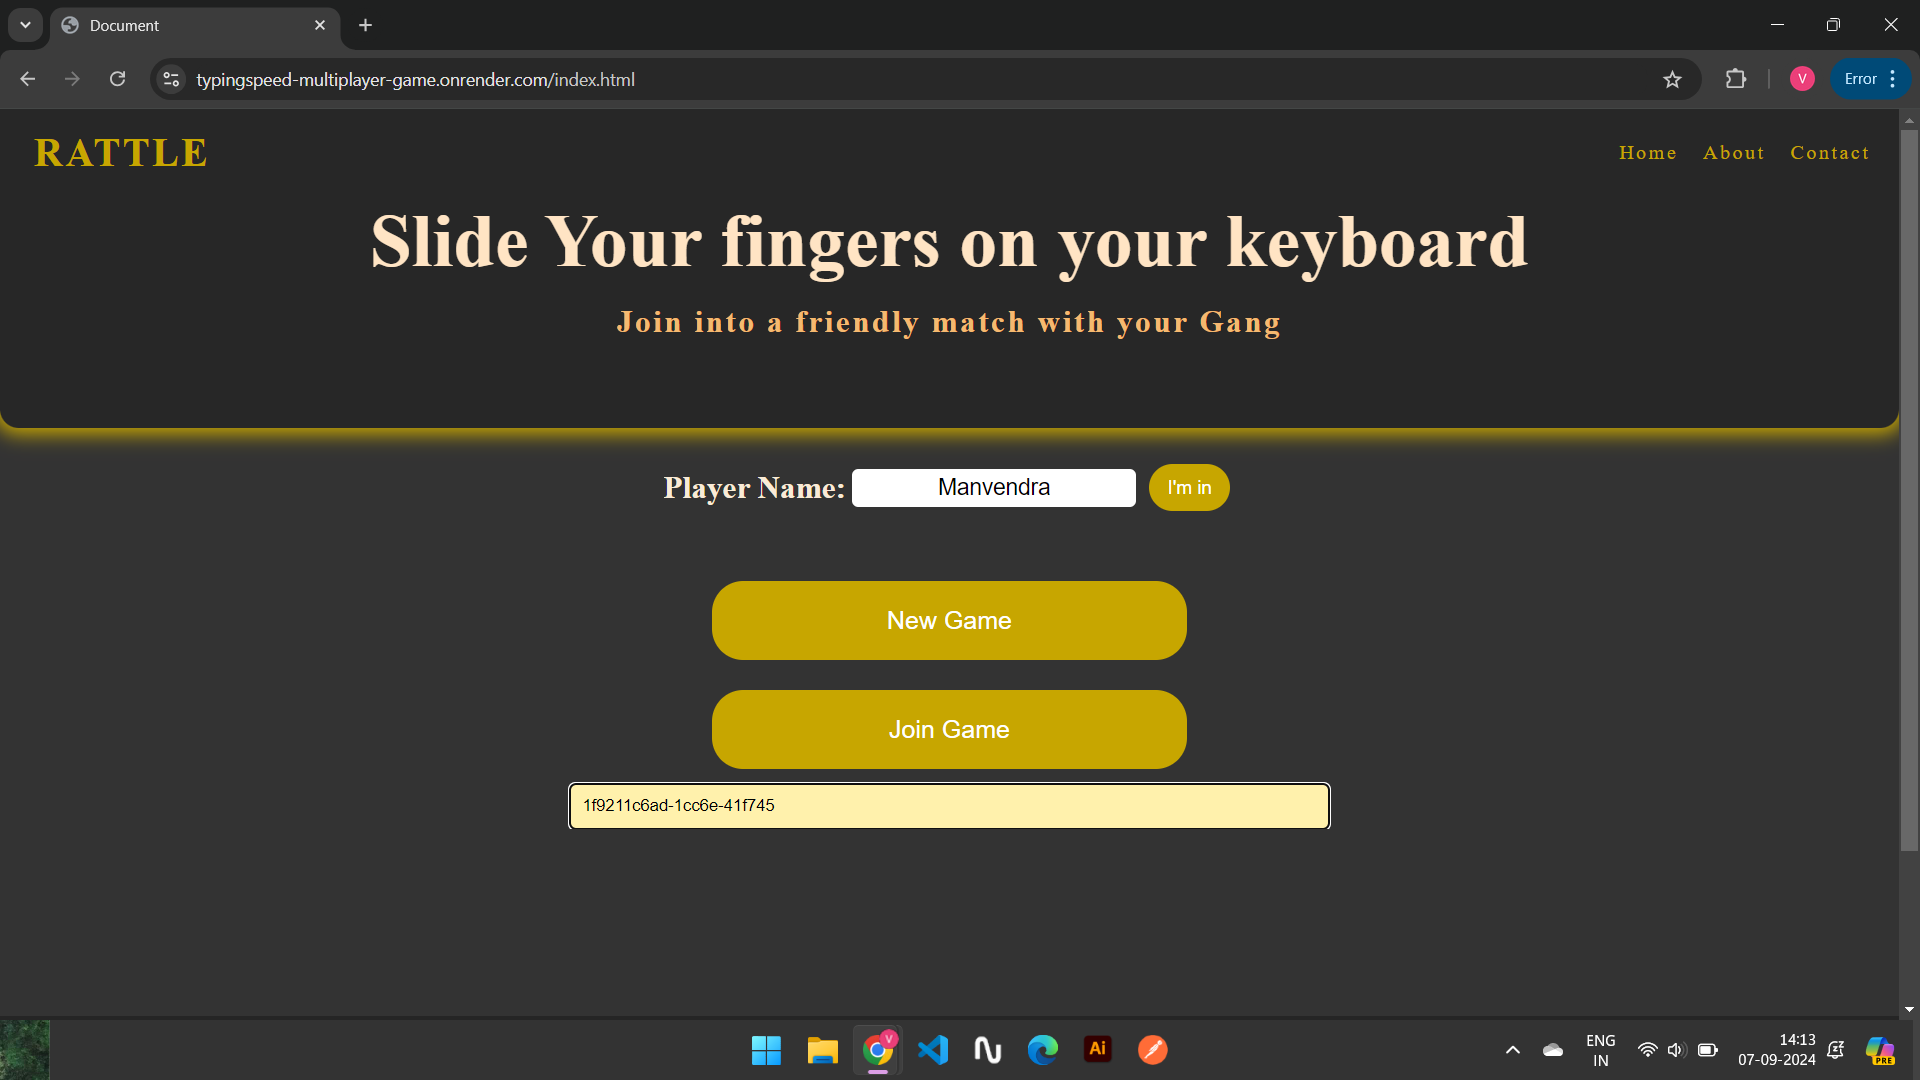 Document
typingspeed-multiplayer-game.onrender.com/index.html
V
Error
RATTLE
Home About Contact
Slide Your fingers on your keyboard
Join into a friendly match with your Gang
Player Name: Manvendra I'm in
New Game
Join Game
1f9211c6ad-1cc6e-41f745
V
Ai
ENG
IN
14:13
07-09-2024
PRE